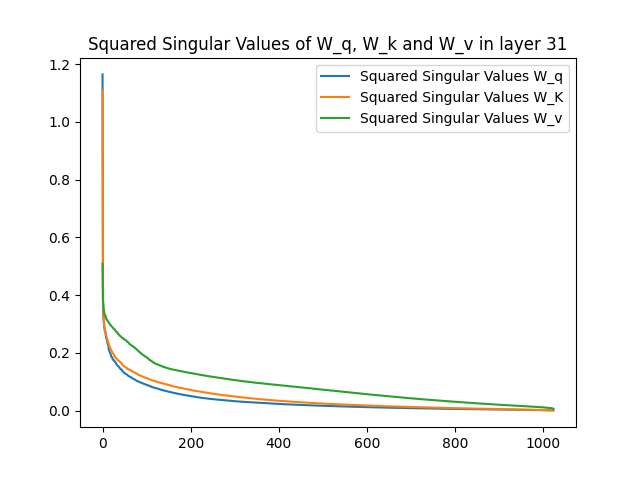 Squared Singular Values of W_q, W_k and W_v in layer 31
Squared Singular Values W_q
Squared Singular Values W_K
Squared Singular Values W_v
1.2
1.0
0.8
0.6
0.4
0.2
0.0
0 200 400 600 800 1000